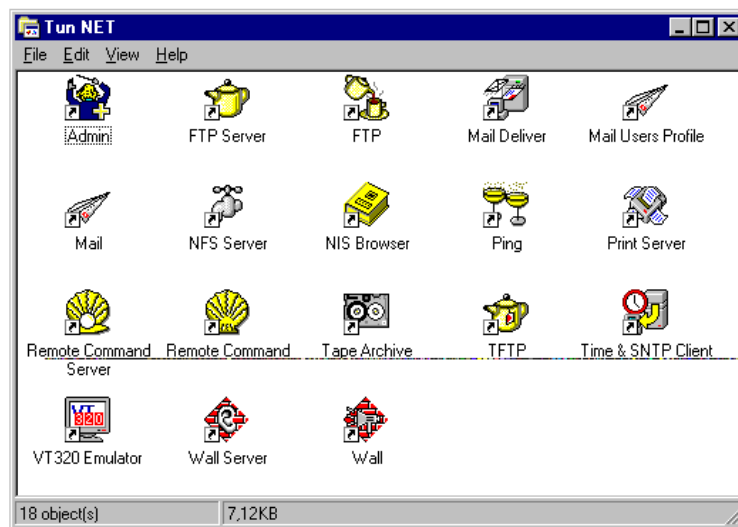 Tun NET
File Edit View Help
Admin FTP Server FTP Mail Deliver Mail Users Profile
Mail NFS Server NIS Browser Ping Print Server
Remote Command Remote Command Tape Archive TFTP Time & SNTP Client
Server
VT 320
VT320 Emulator Wall Server Wall
18 object(s) 7,12KB